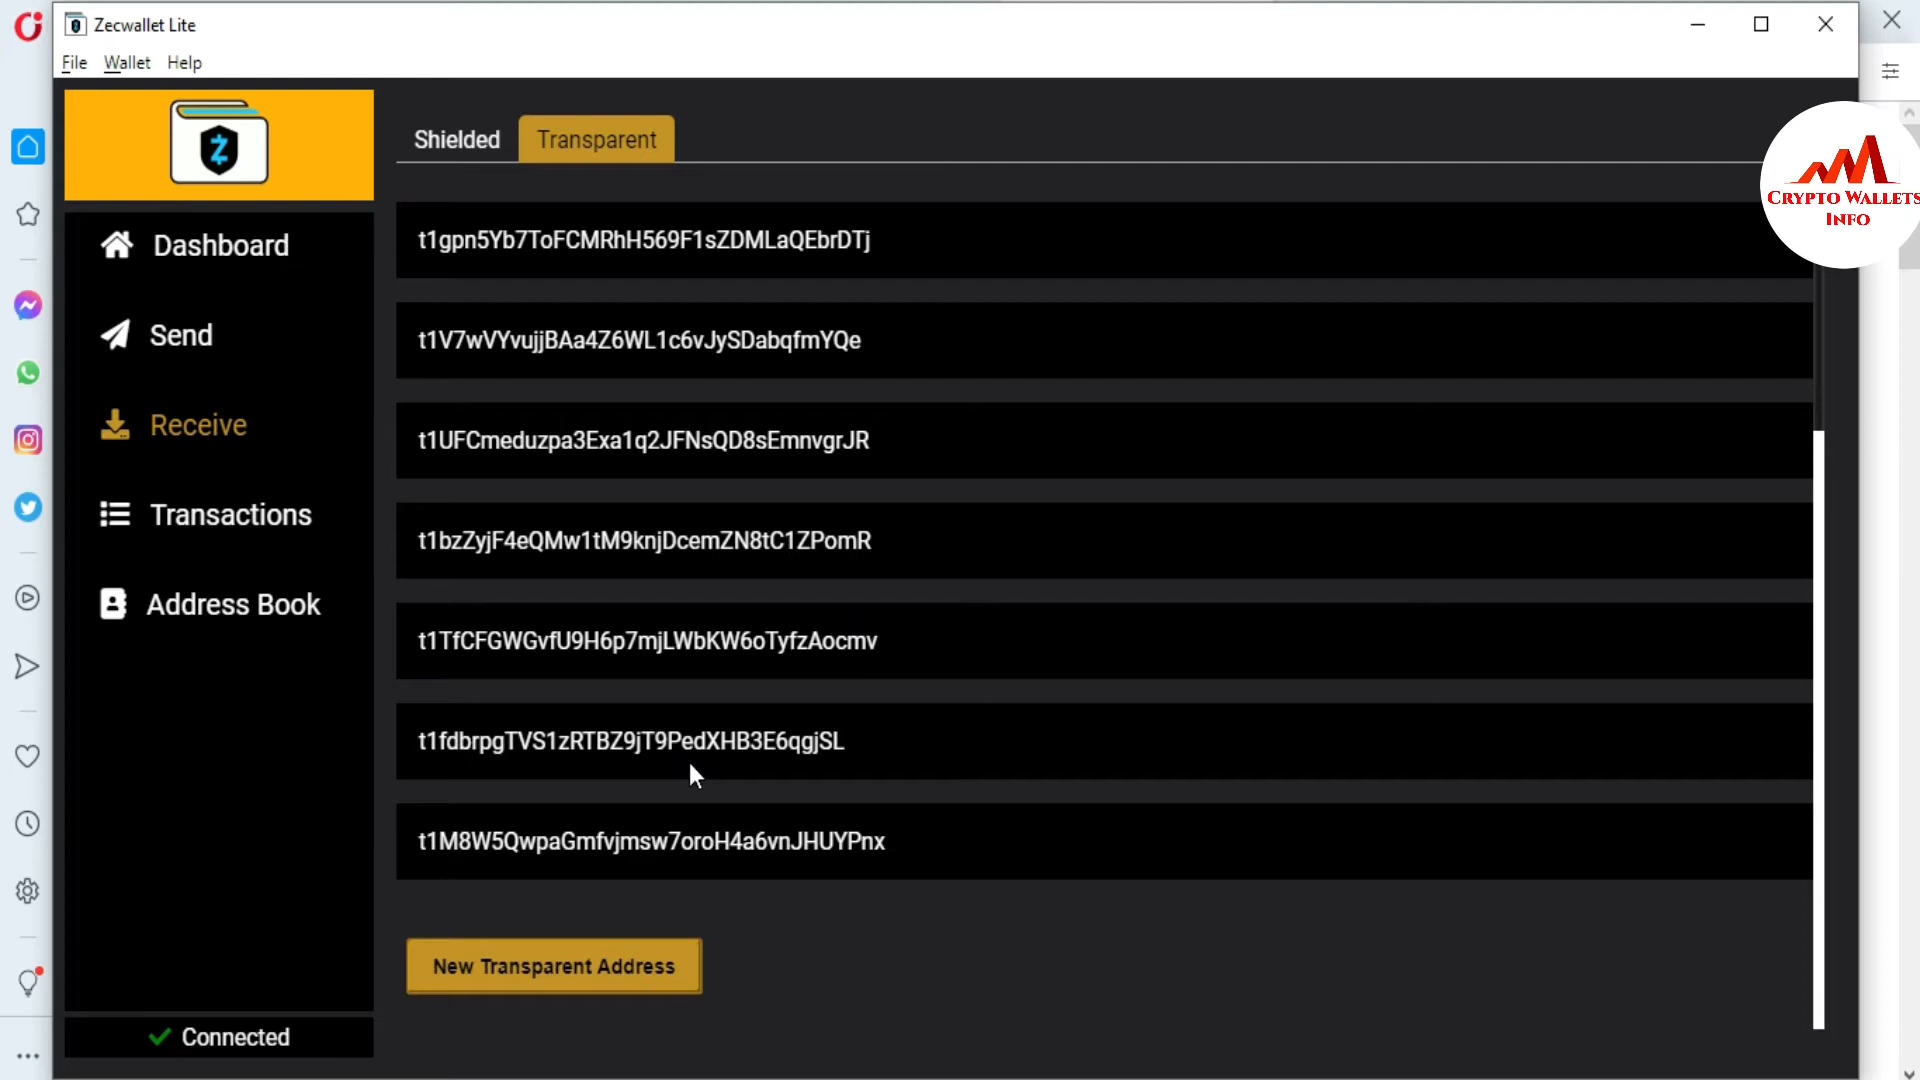 Zecwallet Lite
File Wallet Help
Shielded Transparent
CRYPTO WALLETS
INFO
Dashboard
Send
Receive
Transactions
Address Book
t1gpn5Yb7ToFCMRhH569F1sZDMLaQEbrDTj
t1V7wVYvujjBAa4Z6WL1c6vJySDabqfmYQe
t1UFCmeduzpa3Exa1q2JFNsQD8sEmnvgrJR
t1bzZyjF4eQMw1tM9knjDcemZN8tC1ZPomR
t1TfCFGWGvfU9H6p7mjLWbKW6oTyfzAocmv
t1fdbrpgTVS1zRTBZ9jT9PedXHB3E6qgjSL
t1M8W5QwpaGmfvjmsw7oroH4a6vnJHUYPnx
New Transparent Address
Connected